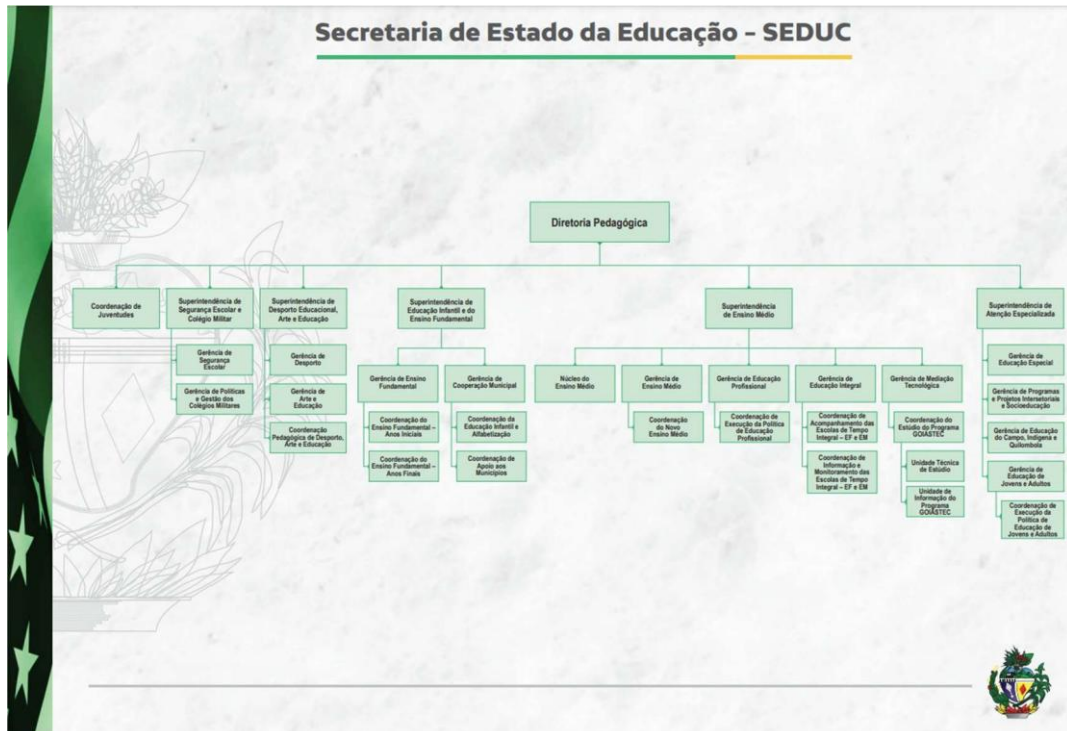 Secretaria de Estado da Educação - SEDUC
Diretoria Pedagógica
Coordenação de
Juventudes
Superintendência de
Segurança Escolar e
Colégio Militar
Gerência de
Segurança
Escolar
Gerência de Políticas
e Gestão dos
Colégios Militares
Superintendência de
Desporto Educacional,
Arte e Educação
Gerência de
Desporto
Gerência de
Arte e
Educação
Coordenação
Pedagógica de Desporto,
Arte e Educação
Superintendência de
Educação Infantil e do
Ensino Fundamental
Gerência de Ensino
Fundamental
Coordenação do
Ensino Fundamental –
Anos Iniciais
Coordenação do
Ensino Fundamental –
Anos Finais
Gerência de
Cooperação Municipal
Coordenação de
Educação Infantil e
Alfabetização
Coordenação de
Apoio aos
Municípios
Superintendência
de Ensino Médio
Núcleo do
Ensino Médio
Gerência de
Ensino Médio
Coordenação
do Novo
Ensino Médio
Gerência de Educação
Profissional
Coordenação de
Execução da Política
de Educação
Profissional
Gerência de
Educação Integral
Coordenação de
Acompanhamento das
Escolas de Tempo
Integral – EF e EM
Coordenação de
Informação e
Monitoramento das
Escolas de Tempo
Integral – EF e EM
Gerência de Mediação
Tecnológica
Coordenação do
Estúdio do Programa
GOIÁSTEC
Unidade Técnica
de Estúdio
Unidade de
Informação do
Programa
GOIÁSTEC
Superintendência de
Atenção Especializada
Gerência de
Educação Especial
Gerência de Programas
e Projetos Intersetoriais
e Socioeducação
Gerência de Educação
do Campo, Indígena e
Quilombola
Gerência de
Educação de
Jovens e Adultos
Coordenação de
Execução da
Política de
Educação de
Jovens e Adultos